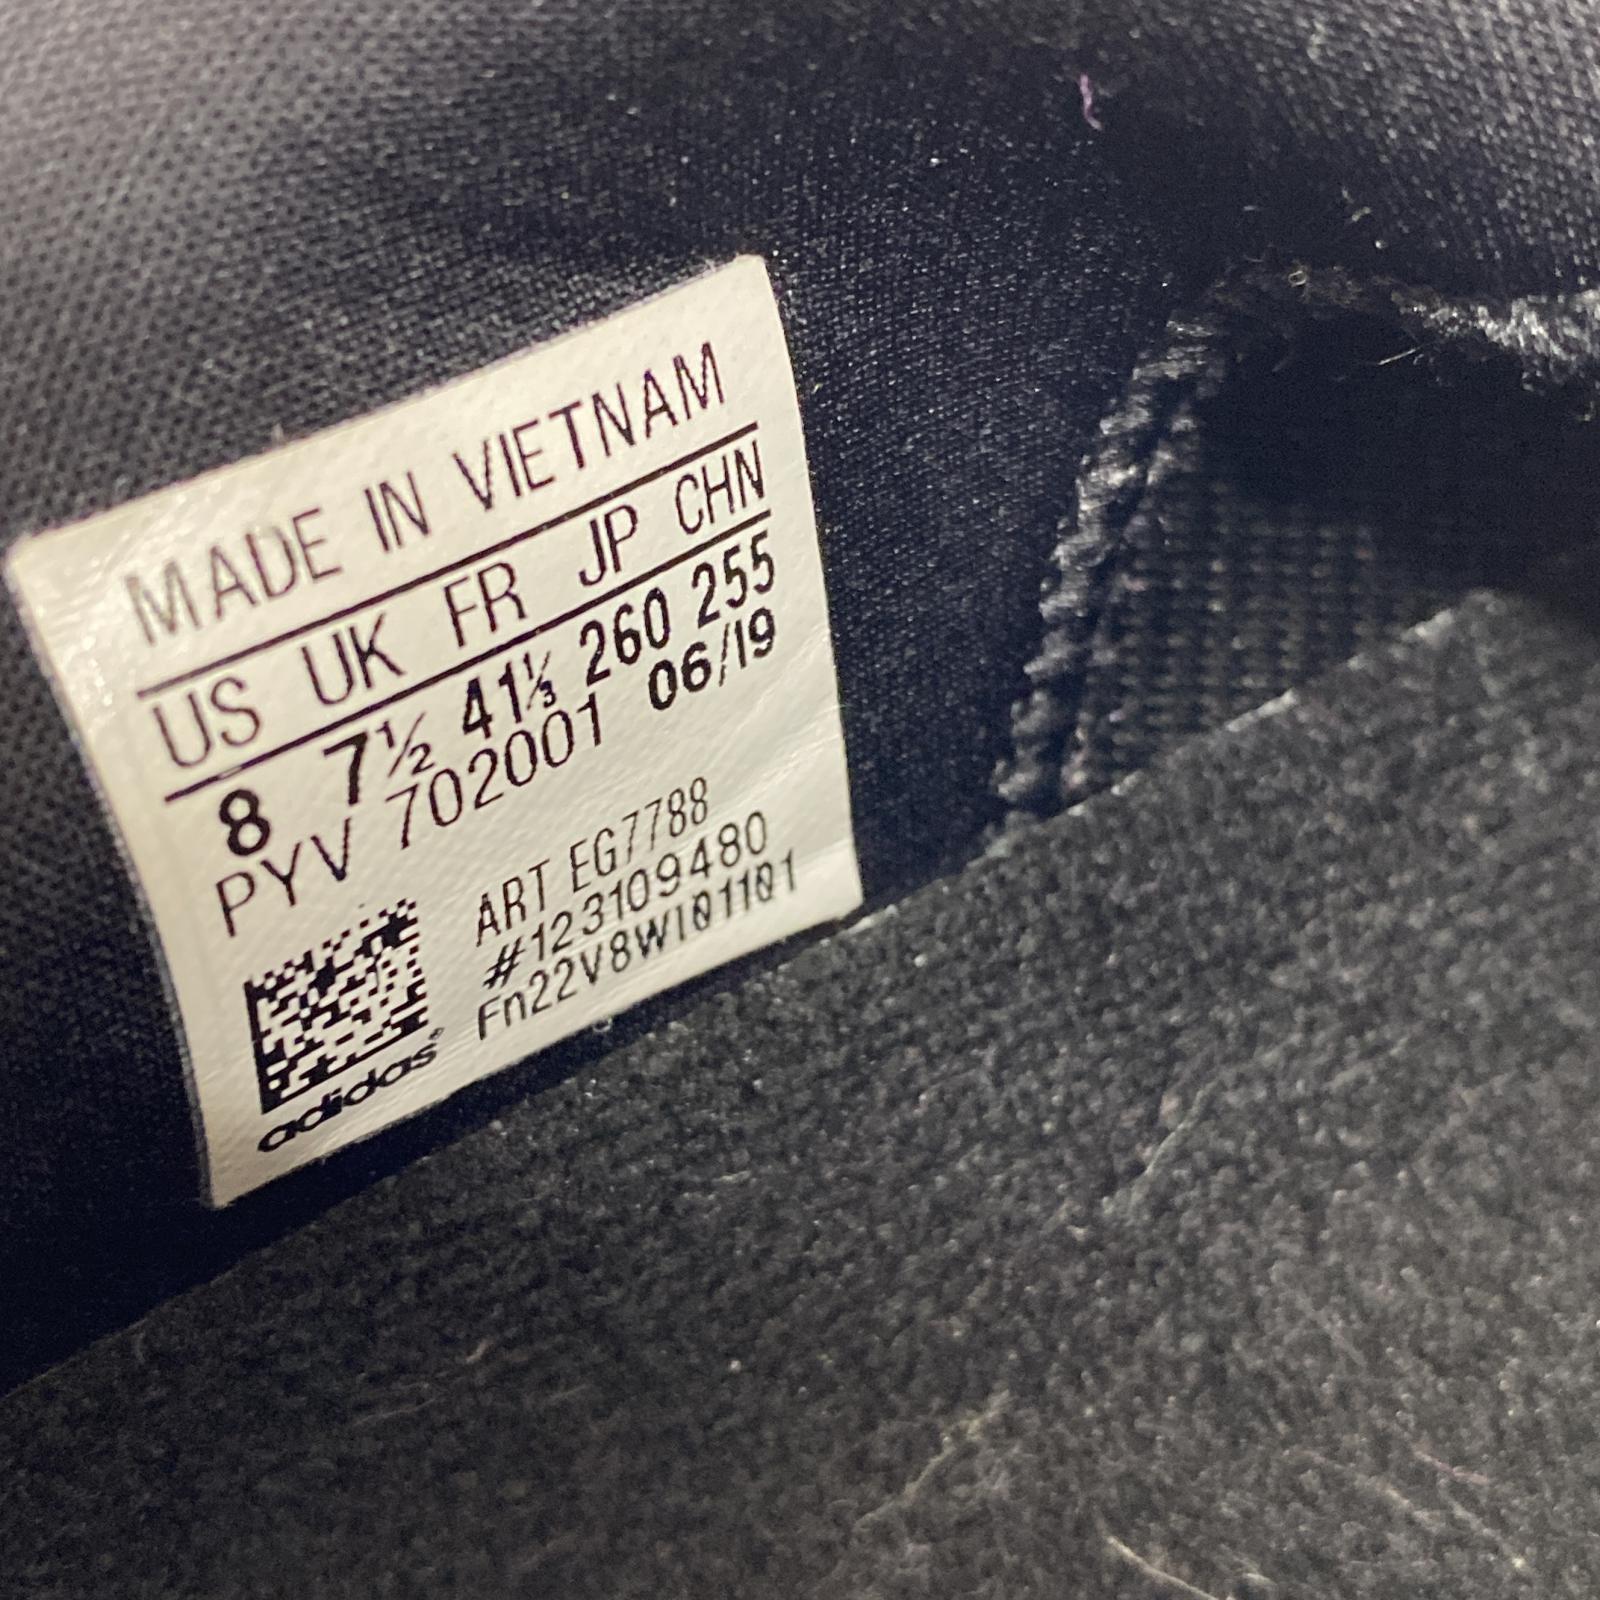 MADE IN VIETNAM
US UK FR JP CHN
8 7½ 41⅓ 260 255
PYV 702001 06/19
ART EG7788
#123109480
Fn22V8WI01101
adidas®